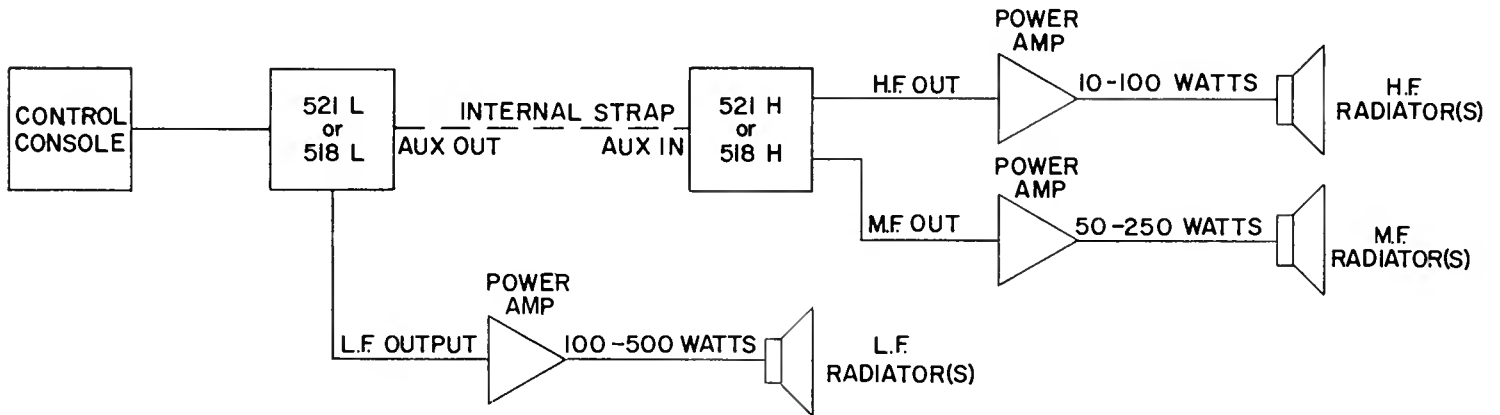 CONTROL
CONSOLE
521 L
or
518 L
INTERNAL STRAP
AUX OUT
AUX IN
521 H
or
518 H
H.F. OUT
POWER
AMP
10-100 WATTS
H.F.
RADIATOR(S)
M.F. OUT
POWER
AMP
50-250 WATTS
M.F.
RADIATOR(S)
L.F. OUTPUT
POWER
AMP
100-500 WATTS
L.F.
RADIATOR(S)